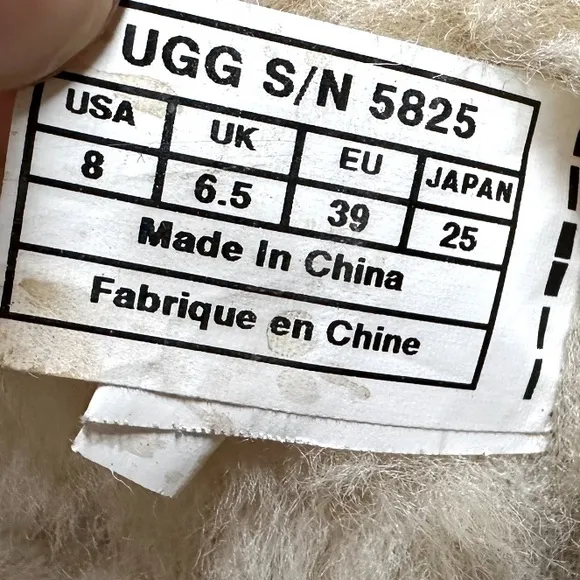 UGG S/N 5825
USA UK EU JAPAN
8 6.5 39 25
Made In China
Fabrique en Chine